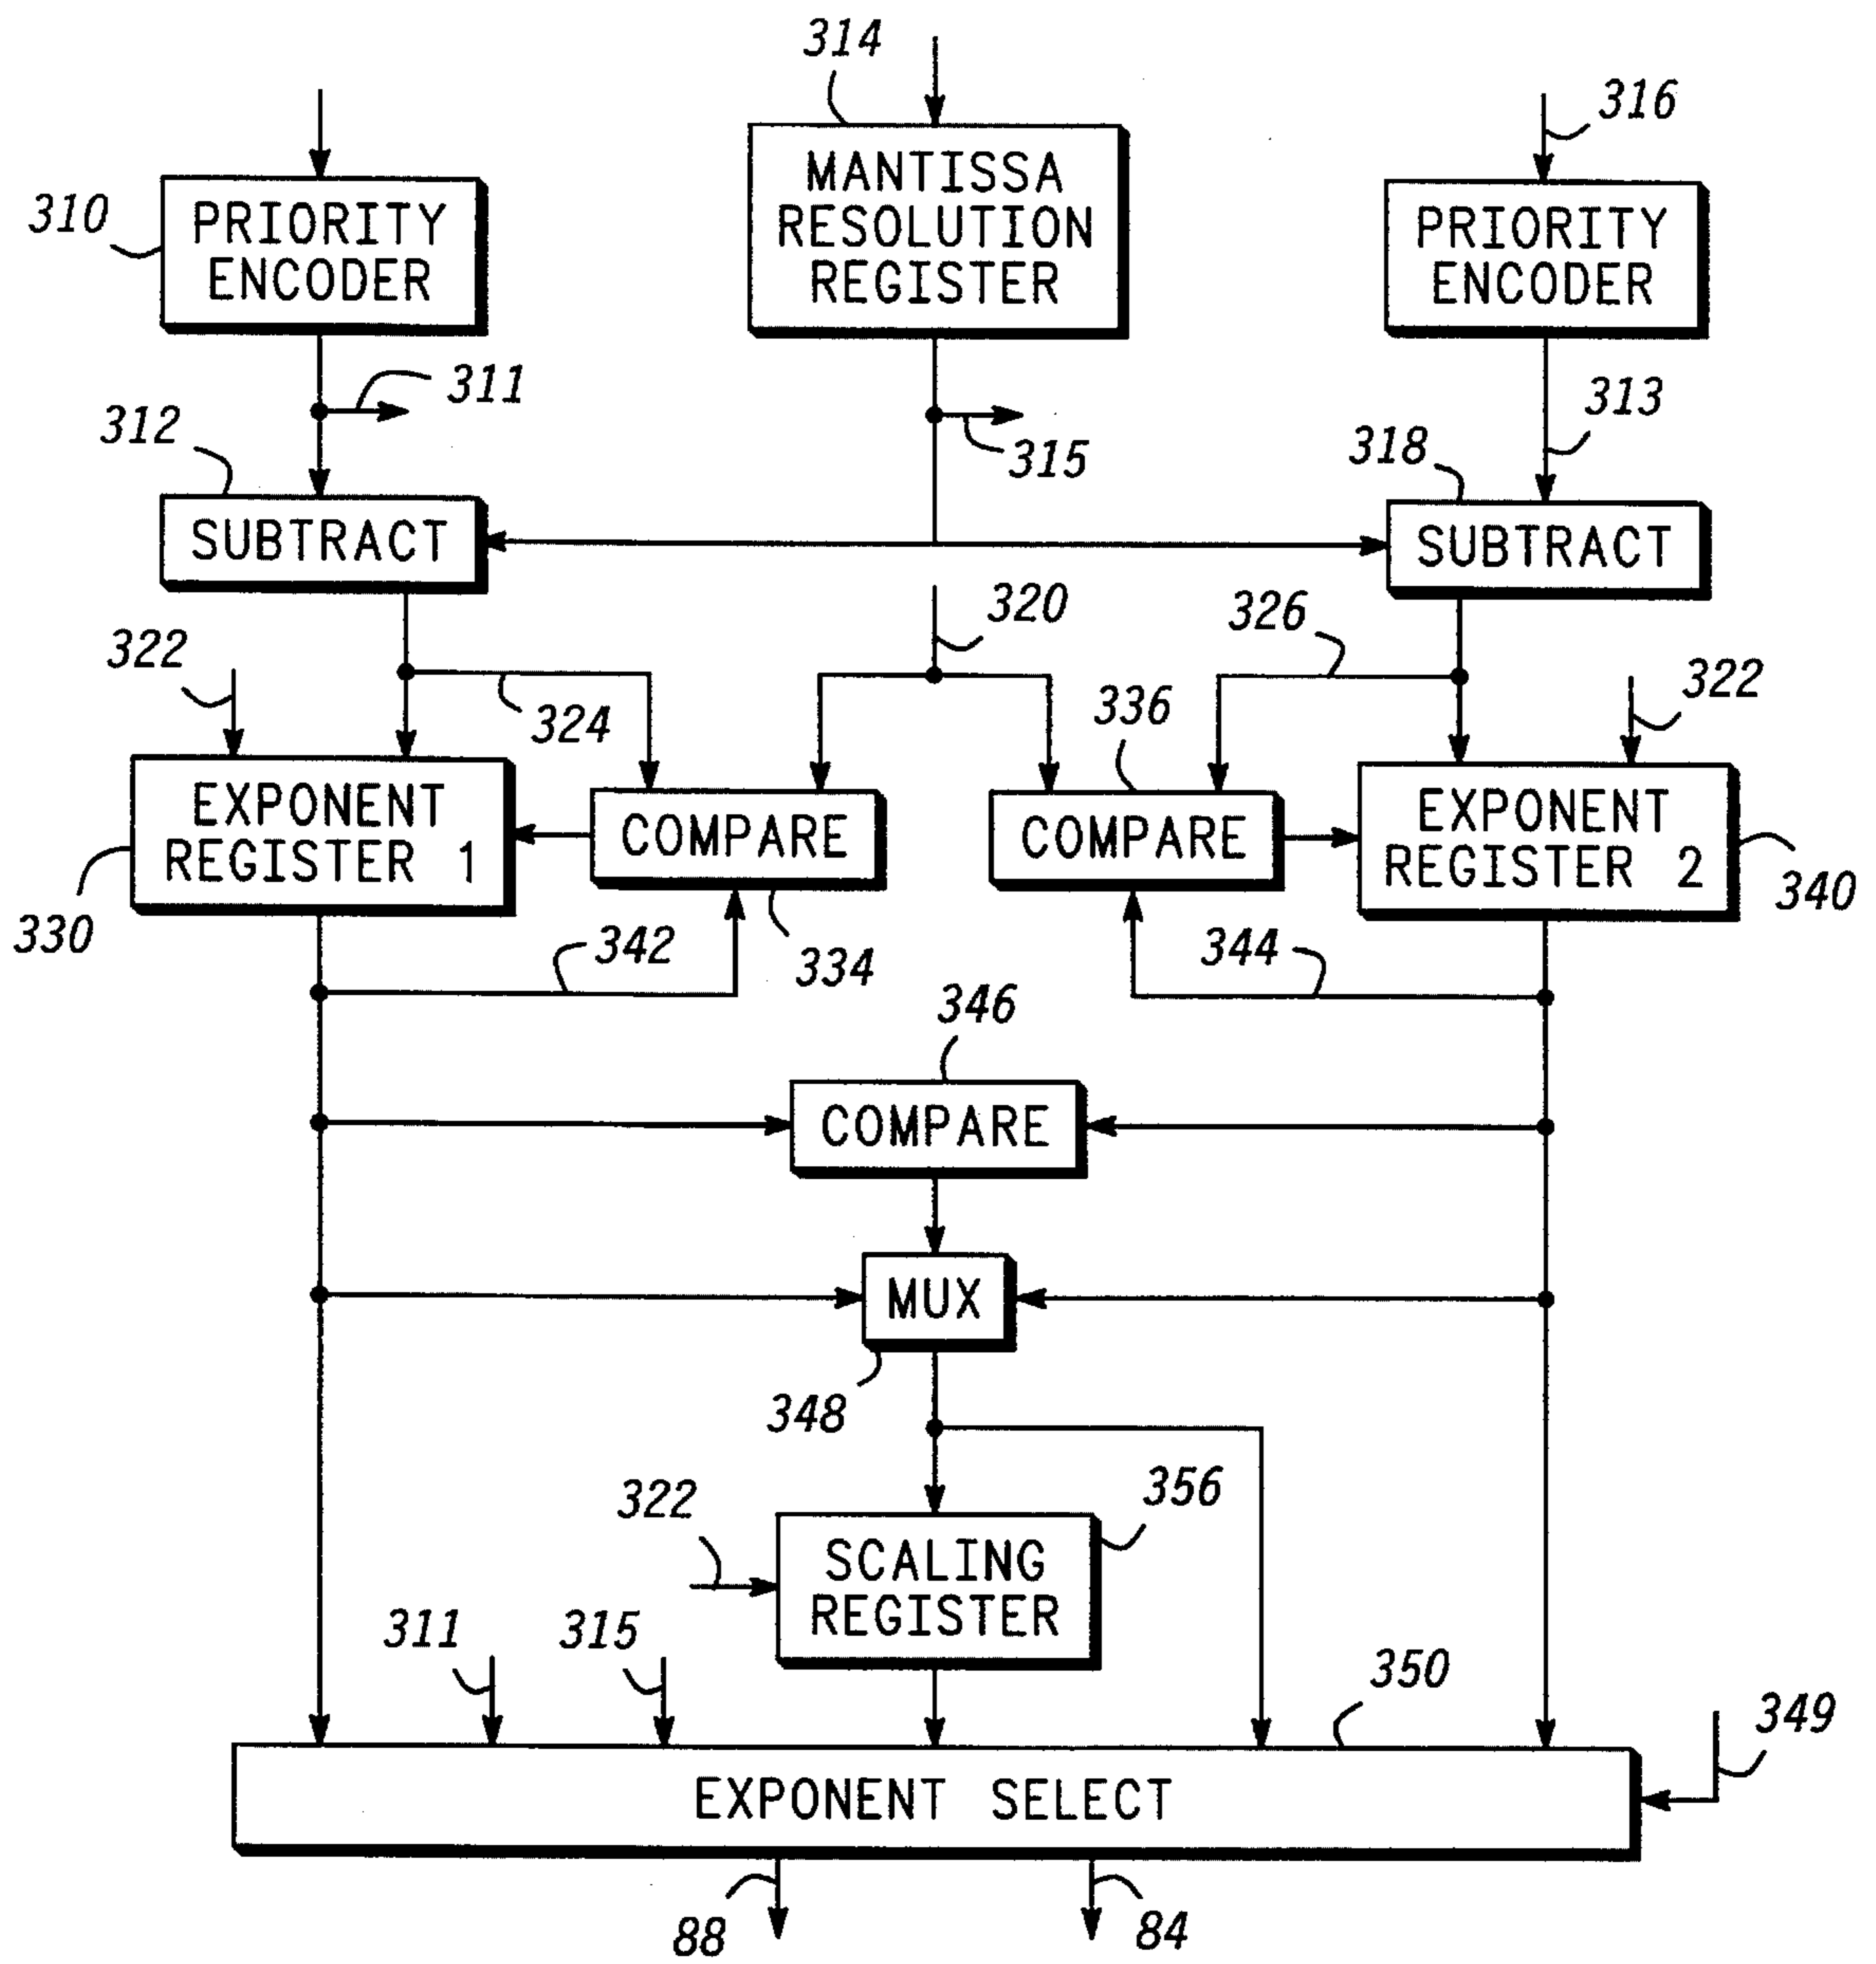 314
316
310
PRIORITY
ENCODER
MANTISSA
RESOLUTION
REGISTER
PRIORITY
ENCODER
311
312
315
313
318
SUBTRACT
SUBTRACT
320
326
322
324
336
322
EXPONENT
REGISTER 1
COMPARE
COMPARE
EXPONENT
REGISTER 2
330
342
334
344
340
346
COMPARE
MUX
348
322
356
SCALING
REGISTER
311
315
350
349
EXPONENT SELECT
88
84